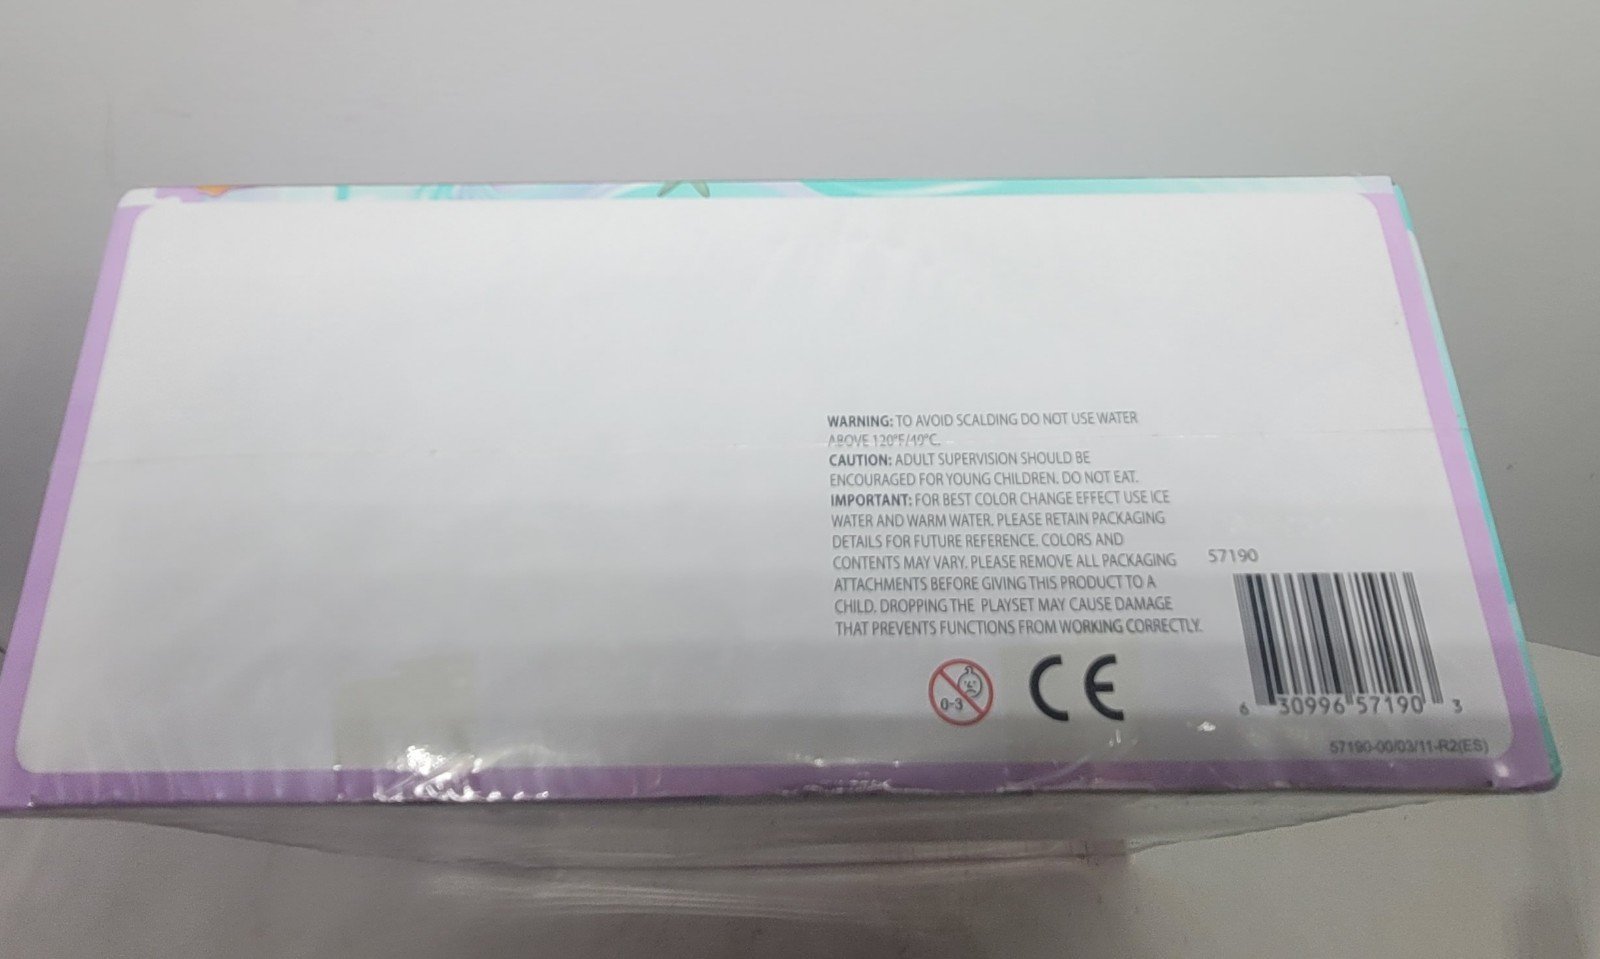 WARNING: TO AVOID SCALDING DO NOT USE WATER
ABOVE 120°F/49°C.
CAUTION: ADULT SUPERVISION SHOULD BE
ENCOURAGED FOR YOUNG CHILDREN. DO NOT EAT.
IMPORTANT: FOR BEST COLOR CHANGE EFFECT USE ICE
WATER AND WARM WATER. PLEASE RETAIN PACKAGING
DETAILS FOR FUTURE REFERENCE. COLORS AND
CONTENTS MAY VARY. PLEASE REMOVE ALL PACKAGING
ATTACHMENTS BEFORE GIVING THIS PRODUCT TO A
CHILD. DROPPING THE PLAYSET MAY CAUSE DAMAGE
THAT PREVENTS FUNCTIONS FROM WORKING CORRECTLY.
0-3
CE
57190
6 30996 57190 3
57190-00/03/11-R2(ES)